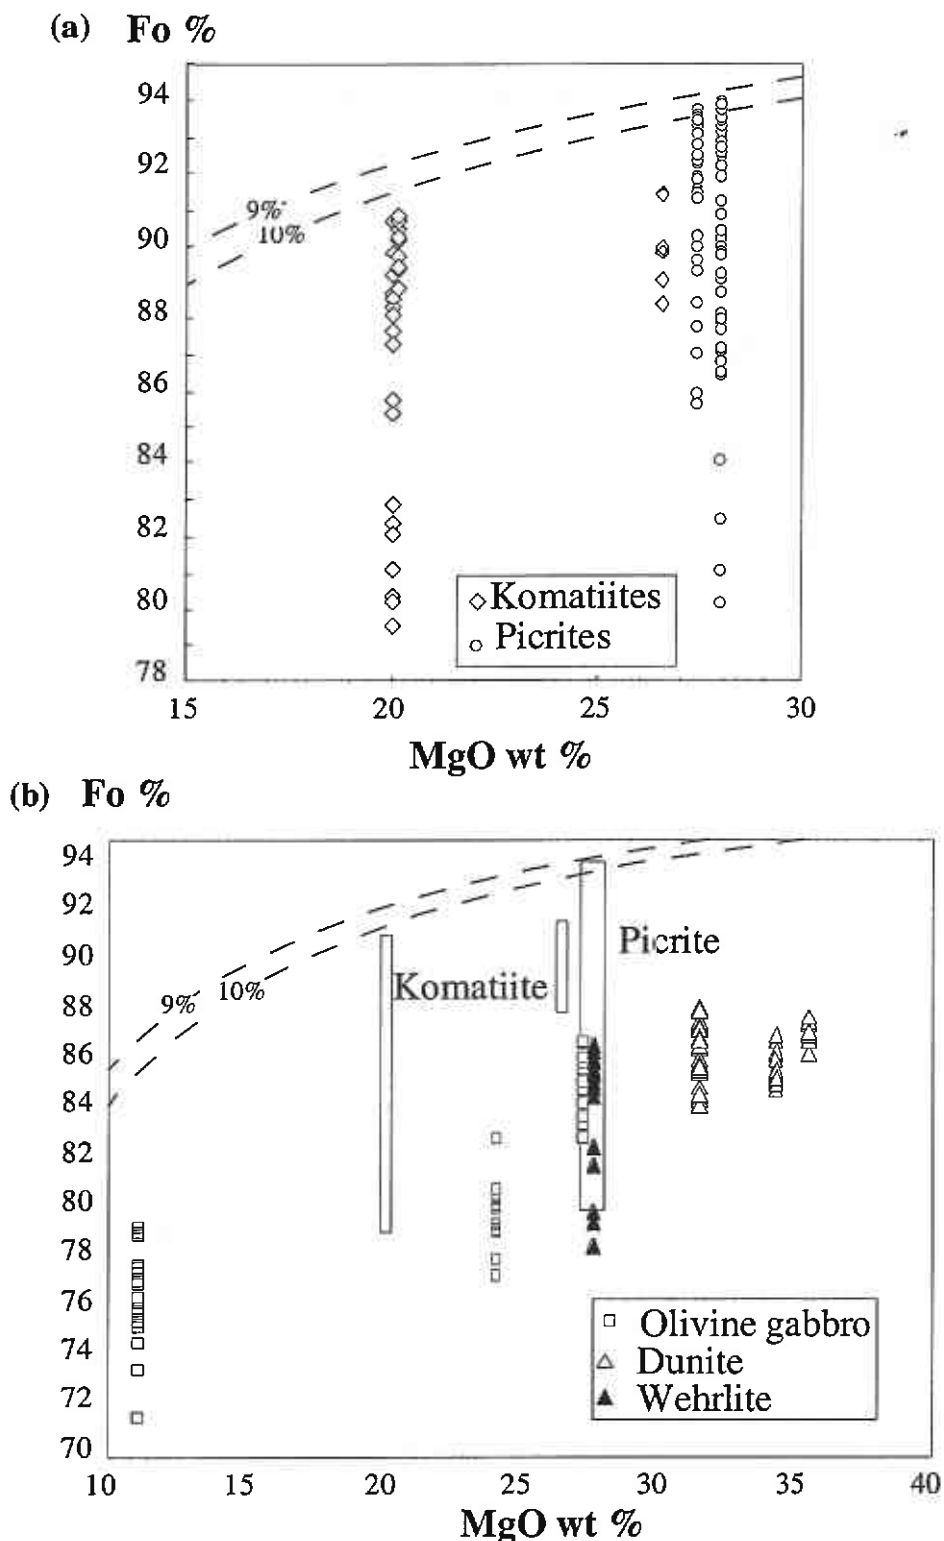 (a) Fo %
94
92
90
88
86
84
82
80
78
9%
10%
Komatiites
Picrites
15 20 25 30
MgO wt %
(b) Fo %
94
92
90
88
86
84
82
80
78
76
74
72
70
9% 10%
Komatiite
Picrite
Olivine gabbro
Dunite
Wehrlite
10 15 20 25 30 35 40
MgO wt %